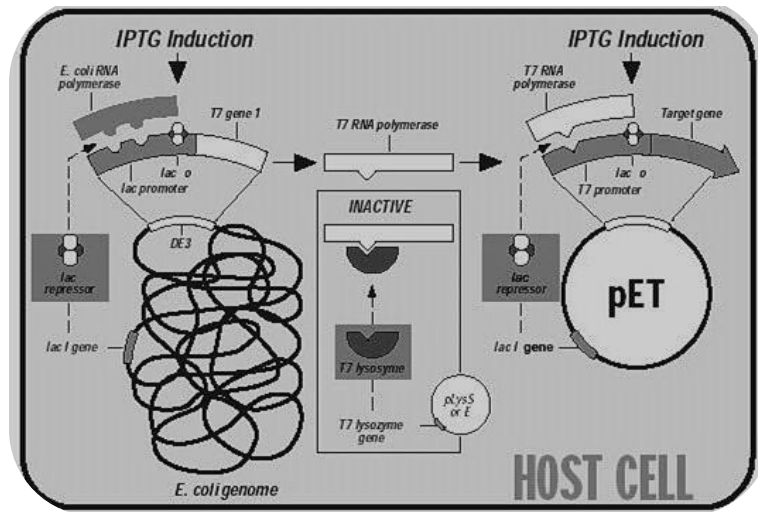 IPTG Induction
E. coli RNA
polymerase
T7 gene 1
lac o
lac promoter
DE3
lac
repressor
lac I gene
E. coli genome
T7 RNA polymerase
INACTIVE
T7 lysosyme
T7 lysozyme
gene
pLysS
or E
IPTG Induction
T7 RNA
polymerase
Target gene
lac o
T7 promoter
lac
repressor
lac I gene
pET
HOST CELL